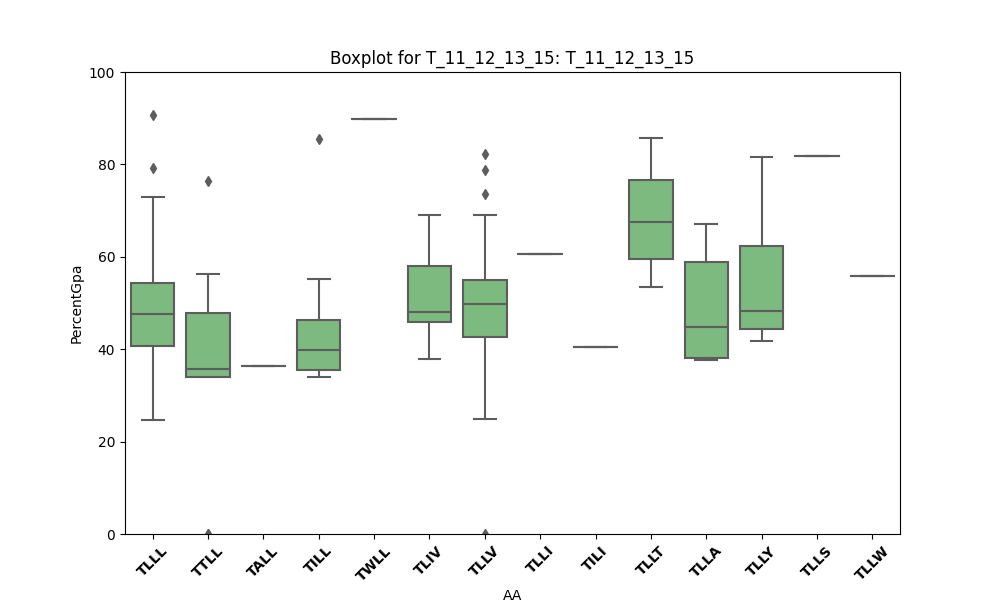 Boxplot for T_11_12_13_15: T_11_12_13_15
PercentGpa
100
80
60
40
20
0
TLLL TTLL TALL TILL TWLL TLIV TLLV TLLI TILI TLLT TLLA TLLY TLLS TLLW
AA